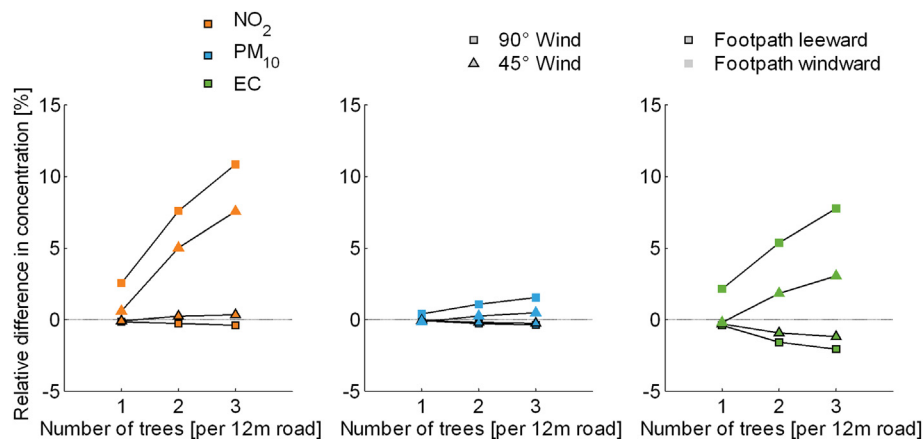 NO2
PM10
EC
90° Wind
45° Wind
Footpath leeward
Footpath windward
Relative difference in concentration [%]
15
10
5
0
-5
1 2 3
Number of trees [per 12m road]
15
10
5
0
-5
1 2 3
Number of trees [per 12m road]
15
10
5
0
-5
1 2 3
Number of trees [per 12m road]